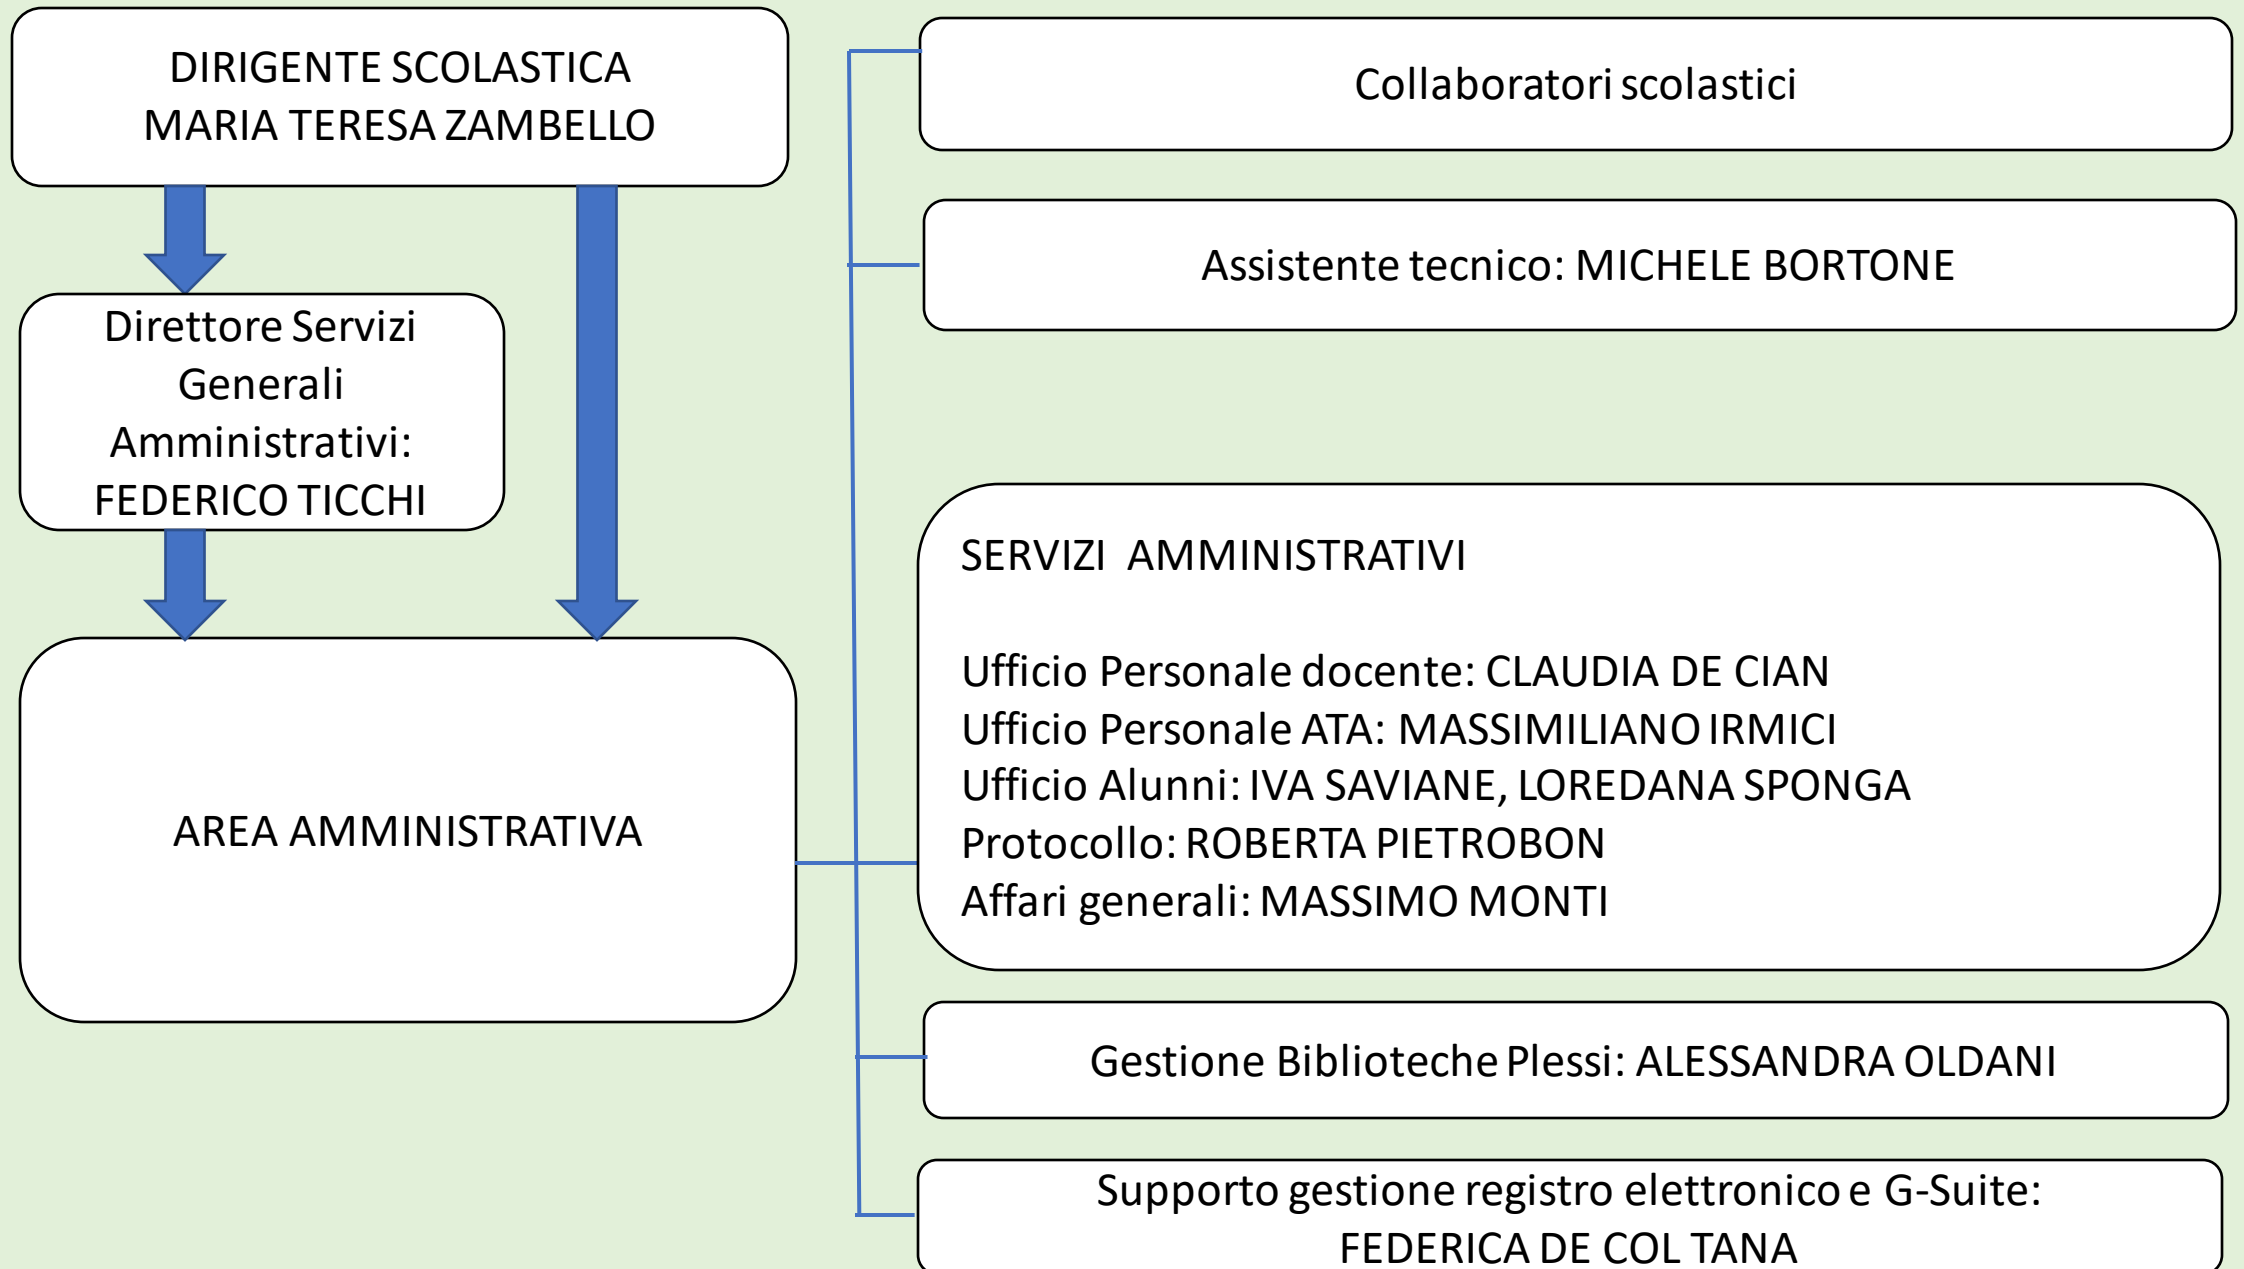 DIRIGENTE SCOLASTICA
MARIA TERESA ZAMBELLO
Direttore Servizi
Generali
Amministrativi:
FEDERICO TICCHI
AREA AMMINISTRATIVA
Collaboratori scolastici
Assistente tecnico: MICHELE BORTONE
SERVIZI AMMINISTRATIVI
Ufficio Personale docente: CLAUDIA DE CIAN
Ufficio Personale ATA: MASSIMILIANO IRMICI
Ufficio Alunni: IVA SAVIANE, LOREDANA SPONGA
Protocollo: ROBERTA PIETROBON
Affari generali: MASSIMO MONTI
Gestione Biblioteche Plessi: ALESSANDRA OLDANI
Supporto gestione registro elettronico e G-Suite:
FEDERICA DE COL TANA